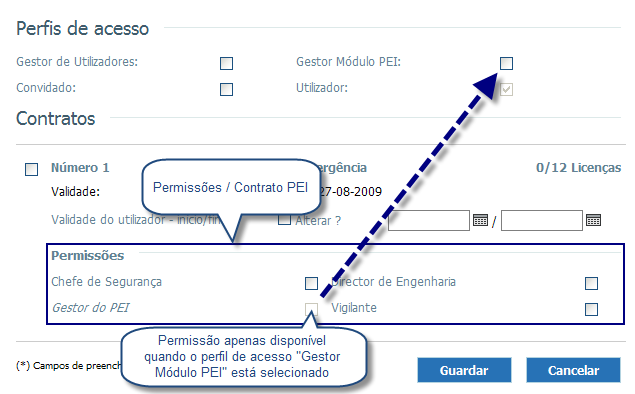 Perfis de acesso
Gestor de Utilizadores:
Gestor Módulo PEI:
Convidado:
Utilizador:
Contratos
Número 1
ergência
0/12 Licenças
Permissões / Contrato PEI
Validade:
27-08-2009
Validade do utilizador - inicio/fim
Alterar ?
/
Permissões
Chefe de Segurança
Director de Engenharia
Gestor do PEI
Vigilante
Permissão apenas disponível
quando o perfil de acesso "Gestor
Módulo PEI" está selecionado
(*) Campos de preench
Guardar
Cancelar